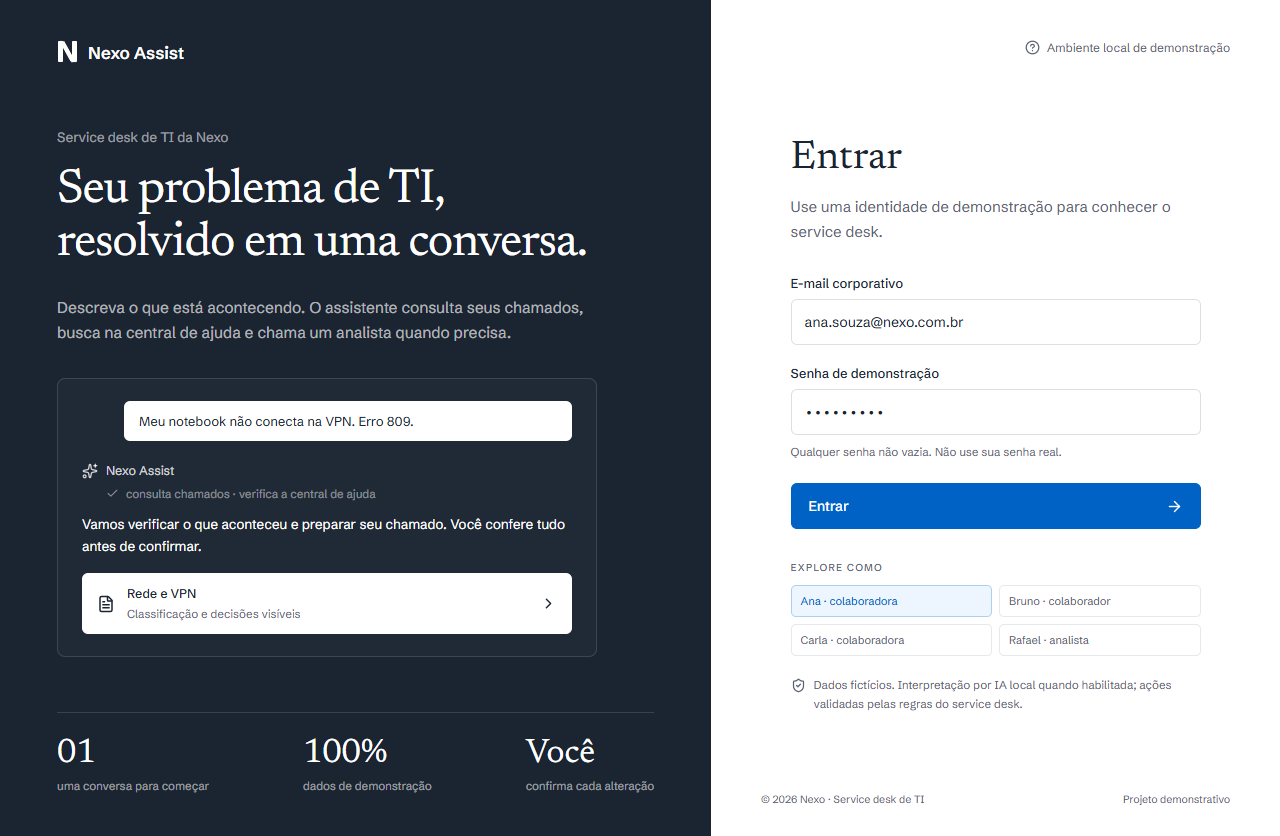 N Nexo Assist
Service desk de TI da Nexo
Seu problema de TI,
resolvido em uma conversa.
Descreva o que está acontecendo. O assistente consulta seus chamados,
busca na central de ajuda e chama um analista quando precisa.
Meu notebook não conecta na VPN. Erro 809.
Nexo Assist
consulta chamados · verifica a central de ajuda
Vamos verificar o que aconteceu e preparar seu chamado. Você confere tudo
antes de confirmar.
Rede e VPN
Classificação e decisões visíveis
01
uma conversa para começar
100%
dados de demonstração
Você
confirma cada alteração
Ambiente local de demonstração
Entrar
Use uma identidade de demonstração para conhecer o
service desk.
E-mail corporativo
ana.souza@nexo.com.br
Senha de demonstração
•••••••••
Qualquer senha não vazia. Não use sua senha real.
Entrar
EXPLORE COMO
Ana · colaboradora
Bruno · colaborador
Carla · colaboradora
Rafael · analista
Dados fictícios. Interpretação por IA local quando habilitada; ações
validadas pelas regras do service desk.
© 2026 Nexo · Service desk de TI
Projeto demonstrativo